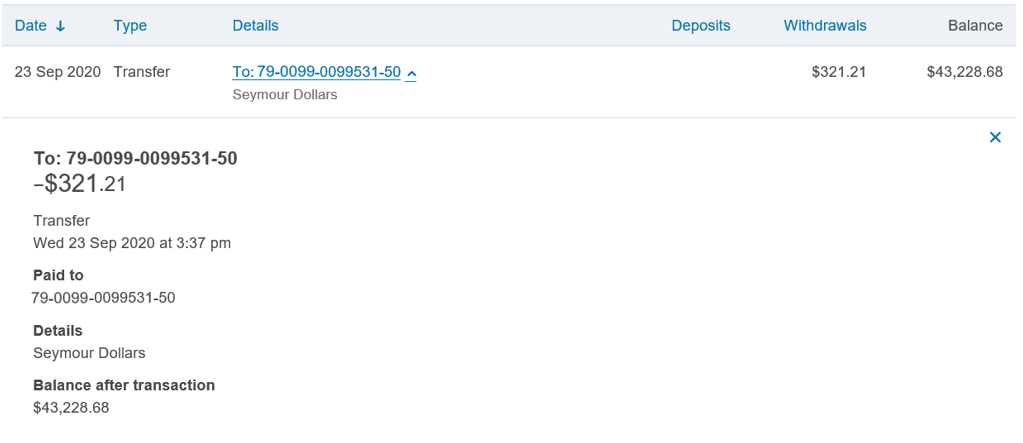 Date ↓ Type Details Deposits Withdrawals Balance
23 Sep 2020 Transfer To: 79-0099-0099531-50 $321.21 $43,228.68
Seymour Dollars
To: 79-0099-0099531-50
–$321.21
Transfer
Wed 23 Sep 2020 at 3:37 pm
Paid to
79-0099-0099531-50
Details
Seymour Dollars
Balance after transaction
$43,228.68